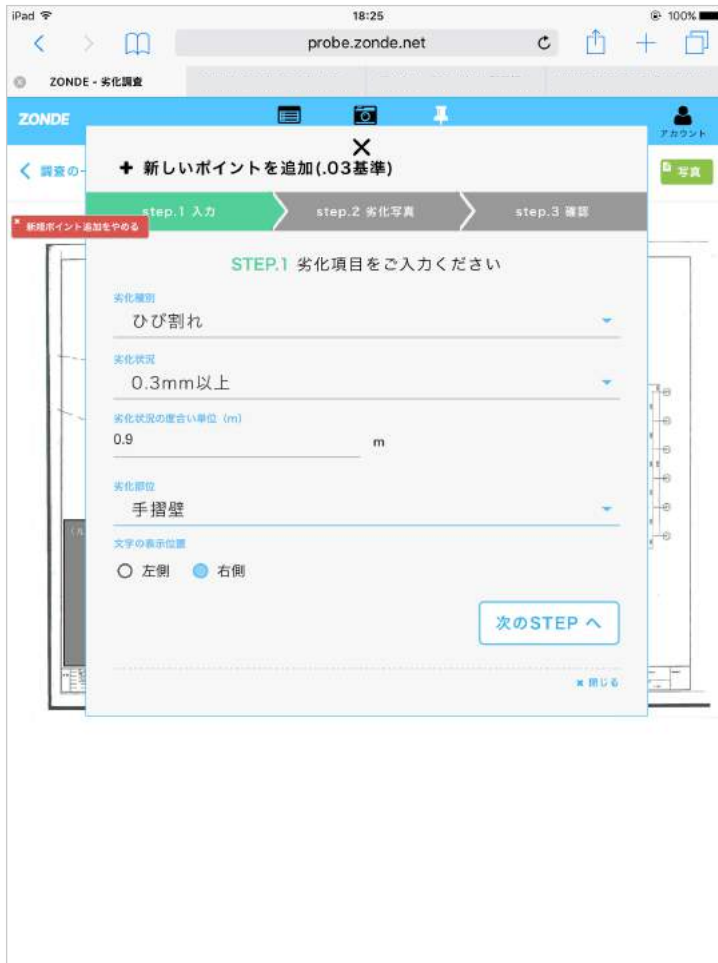 iPad 18:25 100%
probe.zonde.net
ZONDE - 劣化調査
ZONDE
アカウント
調査の一
写真
新規ポイント追加をやめる
新しいポイントを追加(.03基準)
step.1 入力 step.2 劣化写真 step.3 確認
STEP.1 劣化項目をご入力ください
劣化種別
ひび割れ
劣化状況
0.3mm以上
劣化状況の度合い単位（m）
0.9 m
劣化部位
手摺壁
文字の表示位置
左側 右側
次のSTEP へ
閉じる